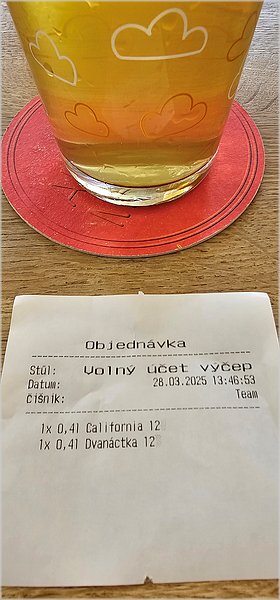 Objednávka
Stůl: Volný účet výčep
Datum: 28.03.2025 13:46:53
Číšník: Team
1x 0,4l California 12
1x 0,4l Dvanáctka 12